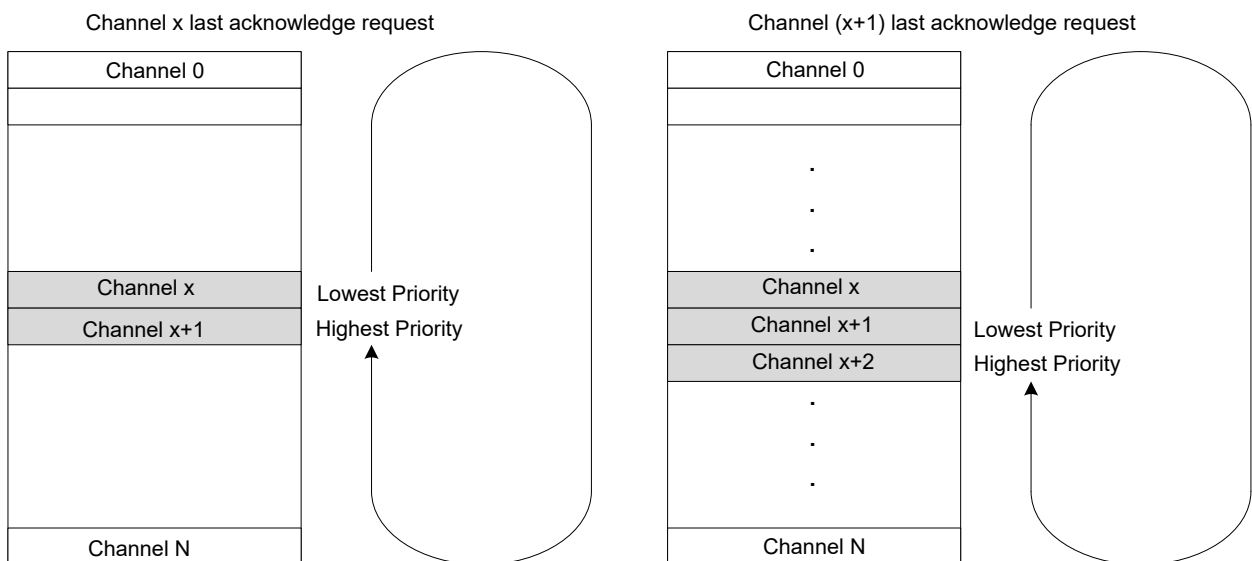 Channel x last acknowledge request
Channel 0
Channel x
Lowest Priority
Channel x+1
Highest Priority
Channel N
Channel (x+1) last acknowledge request
Channel 0
.
.
.
Channel x
Channel x+1
Lowest Priority
Channel x+2
Highest Priority
.
.
.
Channel N